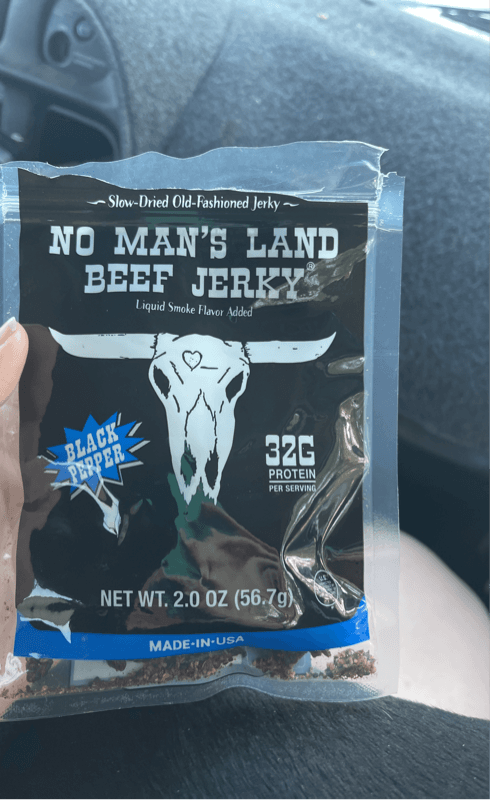 Slow-Dried Old-Fashioned Jerky
NO MAN'S LAND
BEEF JERKY®
Liquid Smoke Flavor Added
BLACK
PEPPER
32G
PROTEIN
PER SERVING
NET WT. 2.0 OZ (56.7g)
MADE-IN-USA